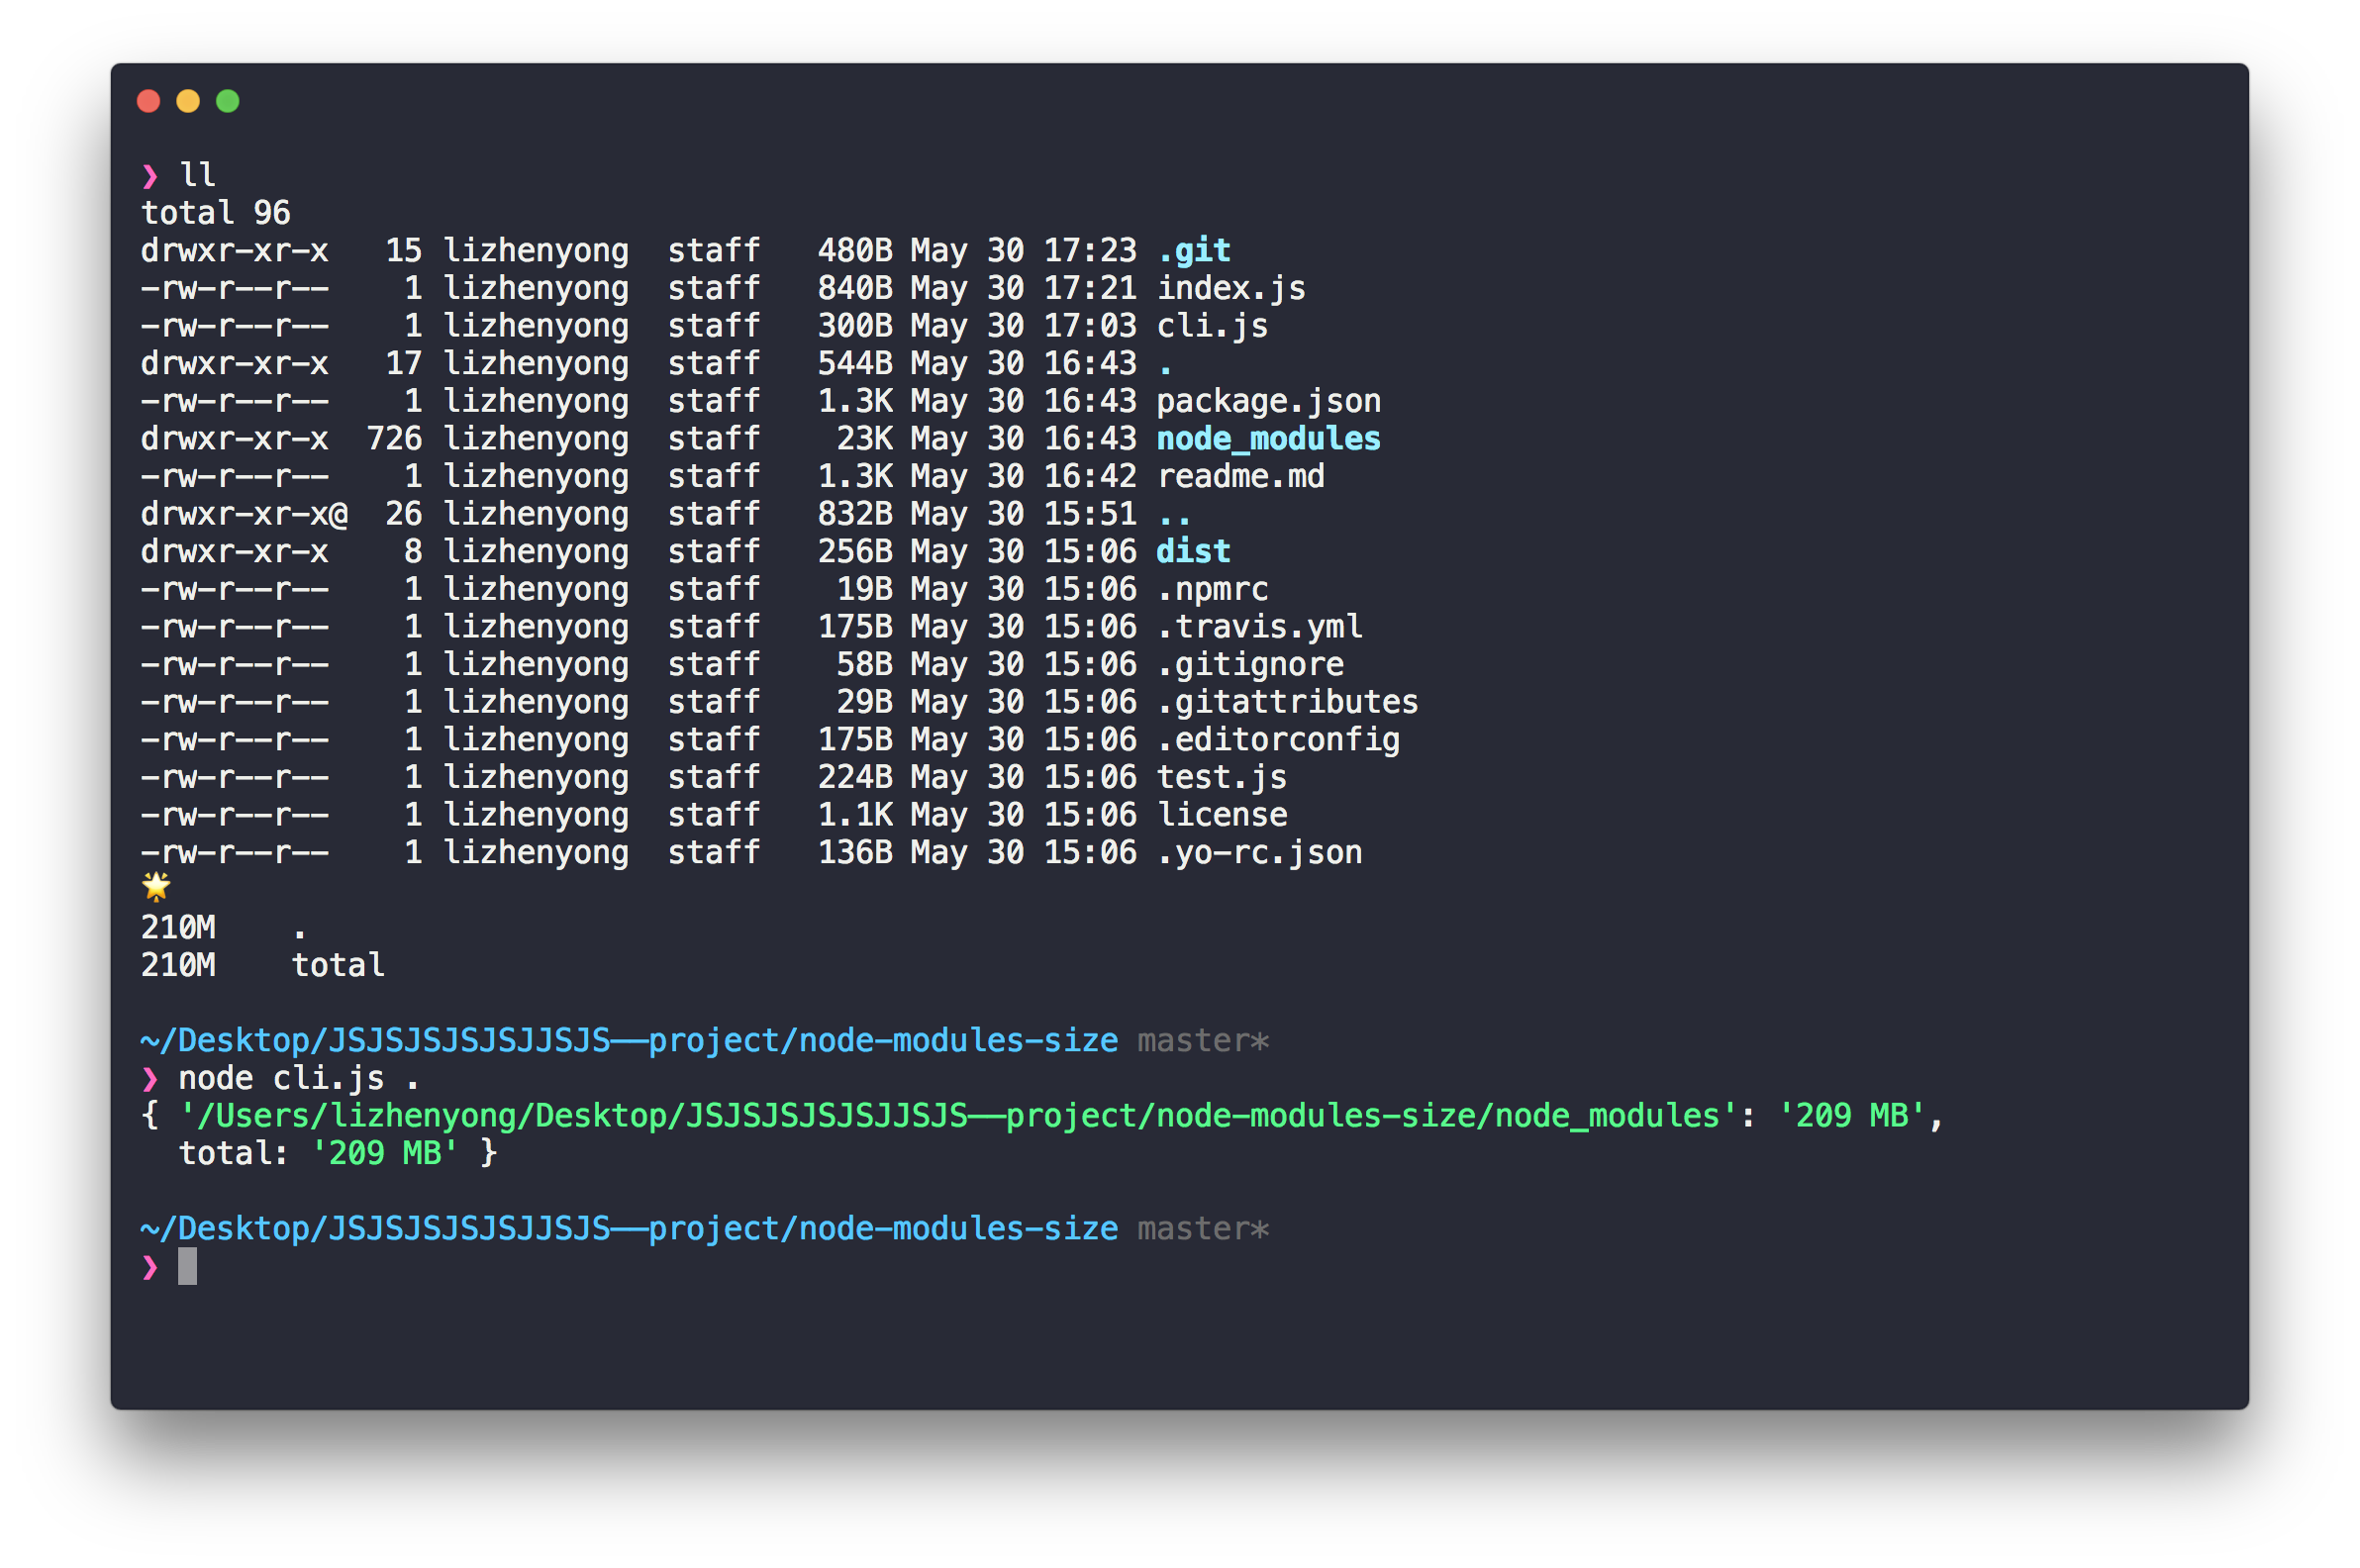 ❯ ll
total 96
drwxr-xr-x   15 lizhenyong  staff   480B May 30 17:23 .git
-rw-r--r--    1 lizhenyong  staff   840B May 30 17:21 index.js
-rw-r--r--    1 lizhenyong  staff   300B May 30 17:03 cli.js
drwxr-xr-x   17 lizhenyong  staff   544B May 30 16:43 .
-rw-r--r--    1 lizhenyong  staff   1.3K May 30 16:43 package.json
drwxr-xr-x  726 lizhenyong  staff    23K May 30 16:43 node_modules
-rw-r--r--    1 lizhenyong  staff   1.3K May 30 16:42 readme.md
drwxr-xr-x@  26 lizhenyong  staff   832B May 30 15:51 ..
drwxr-xr-x    8 lizhenyong  staff   256B May 30 15:06 dist
-rw-r--r--    1 lizhenyong  staff    19B May 30 15:06 .npmrc
-rw-r--r--    1 lizhenyong  staff   175B May 30 15:06 .travis.yml
-rw-r--r--    1 lizhenyong  staff    58B May 30 15:06 .gitignore
-rw-r--r--    1 lizhenyong  staff    29B May 30 15:06 .gitattributes
-rw-r--r--    1 lizhenyong  staff   175B May 30 15:06 .editorconfig
-rw-r--r--    1 lizhenyong  staff   224B May 30 15:06 test.js
-rw-r--r--    1 lizhenyong  staff   1.1K May 30 15:06 license
-rw-r--r--    1 lizhenyong  staff   136B May 30 15:06 .yo-rc.json
🌟
210M    .
210M    total
~/Desktop/JSJSJSJSJSJJSJS——project/node-modules-size master*
❯ node cli.js .
{ '/Users/lizhenyong/Desktop/JSJSJSJSJSJJSJS——project/node-modules-size/node_modules': '209 MB',
  total: '209 MB' }
~/Desktop/JSJSJSJSJSJJSJS——project/node-modules-size master*
❯